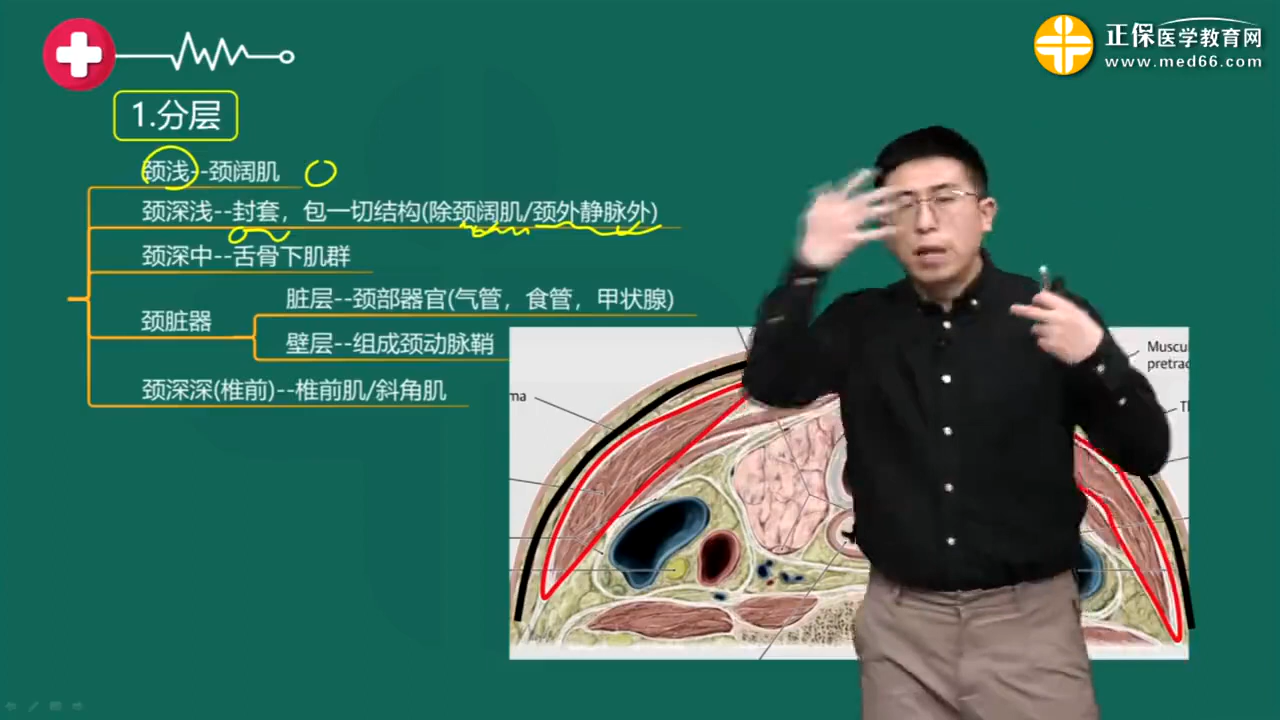 正保医学教育网
www.med66.com
1.分层
颈浅--颈阔肌
颈深浅--封套，包一切结构(除颈阔肌/颈外静脉外)
颈深中--舌骨下肌群
颈脏器
脏层--颈部器官(气管，食管，甲状腺)
壁层--组成颈动脉鞘
颈深深(椎前)--椎前肌/斜角肌